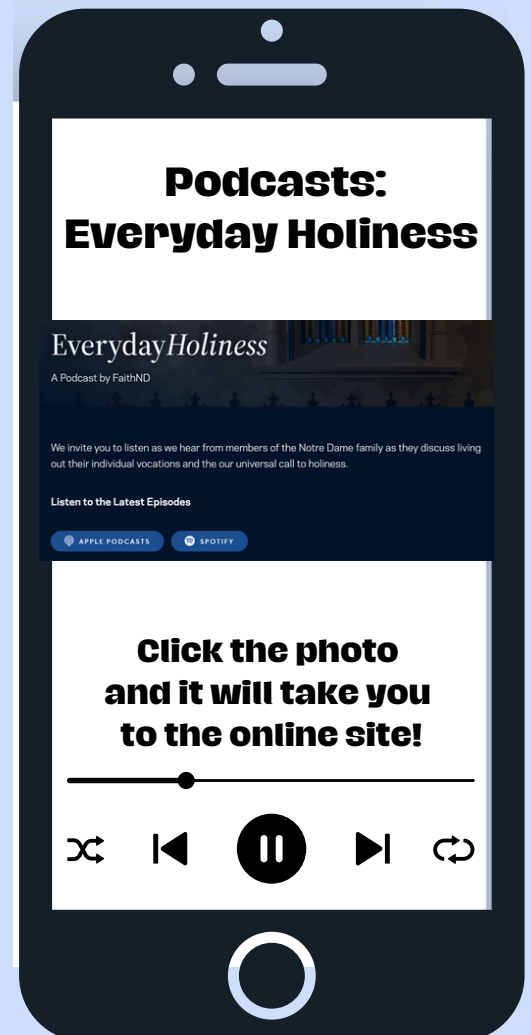 Podcasts:
Everyday Holiness
EverydayHoliness
A Podcast by FaithND
We invite you to listen as we hear from members of the Notre Dame family as they discuss living
out their individual vocations and the our universal call to holiness.
Listen to the Latest Episodes
APPLE PODCASTS SPOTIFY
Click the photo
and it will take you
to the online site!